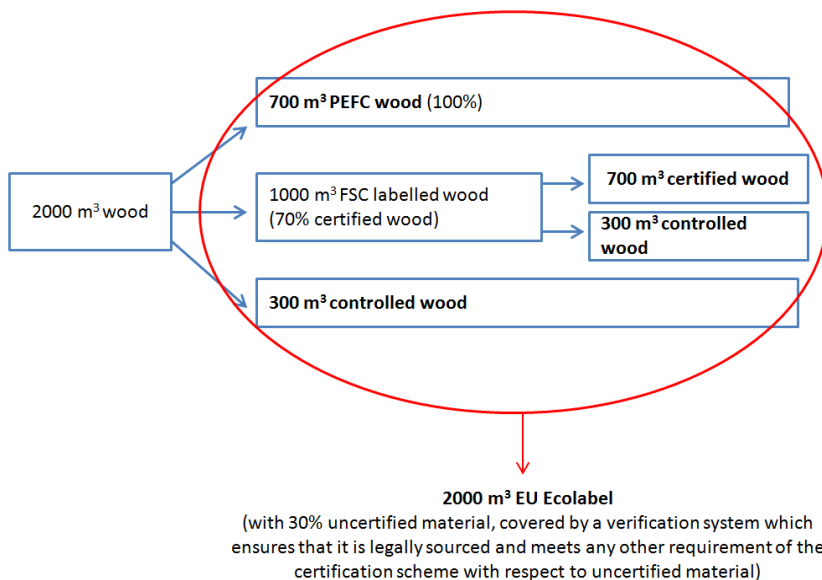 700 m³ PEFC wood (100%)
2000 m³ wood
1000 m³ FSC labelled wood
(70% certified wood)
700 m³ certified wood
300 m³ controlled
wood
300 m³ controlled wood
2000 m³ EU Ecolabel
(with 30% uncertified material, covered by a verification system which
ensures that it is legally sourced and meets any other requirement of the
certification scheme with respect to uncertified material)